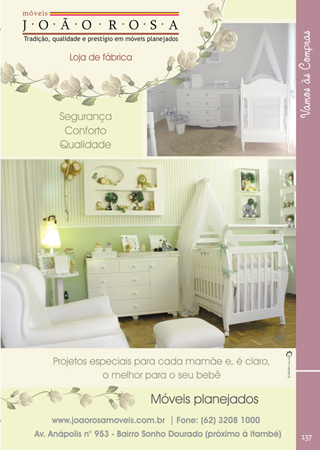 móveis
J·O·Ã·O·R·O·S·A
Tradição, qualidade e prestígio em móveis planejados
Loja de fábrica
Segurança
Conforto
Qualidade
Vamos às Compras
Projetos especiais para cada mamãe e, é claro,
o melhor para o seu bebê
Móveis planejados
www.joaorosamoveis.com.br | Fone: (62) 3208 1000
Av. Anápolis n° 953 - Bairro Sonho Dourado (próximo à Itambé)
137